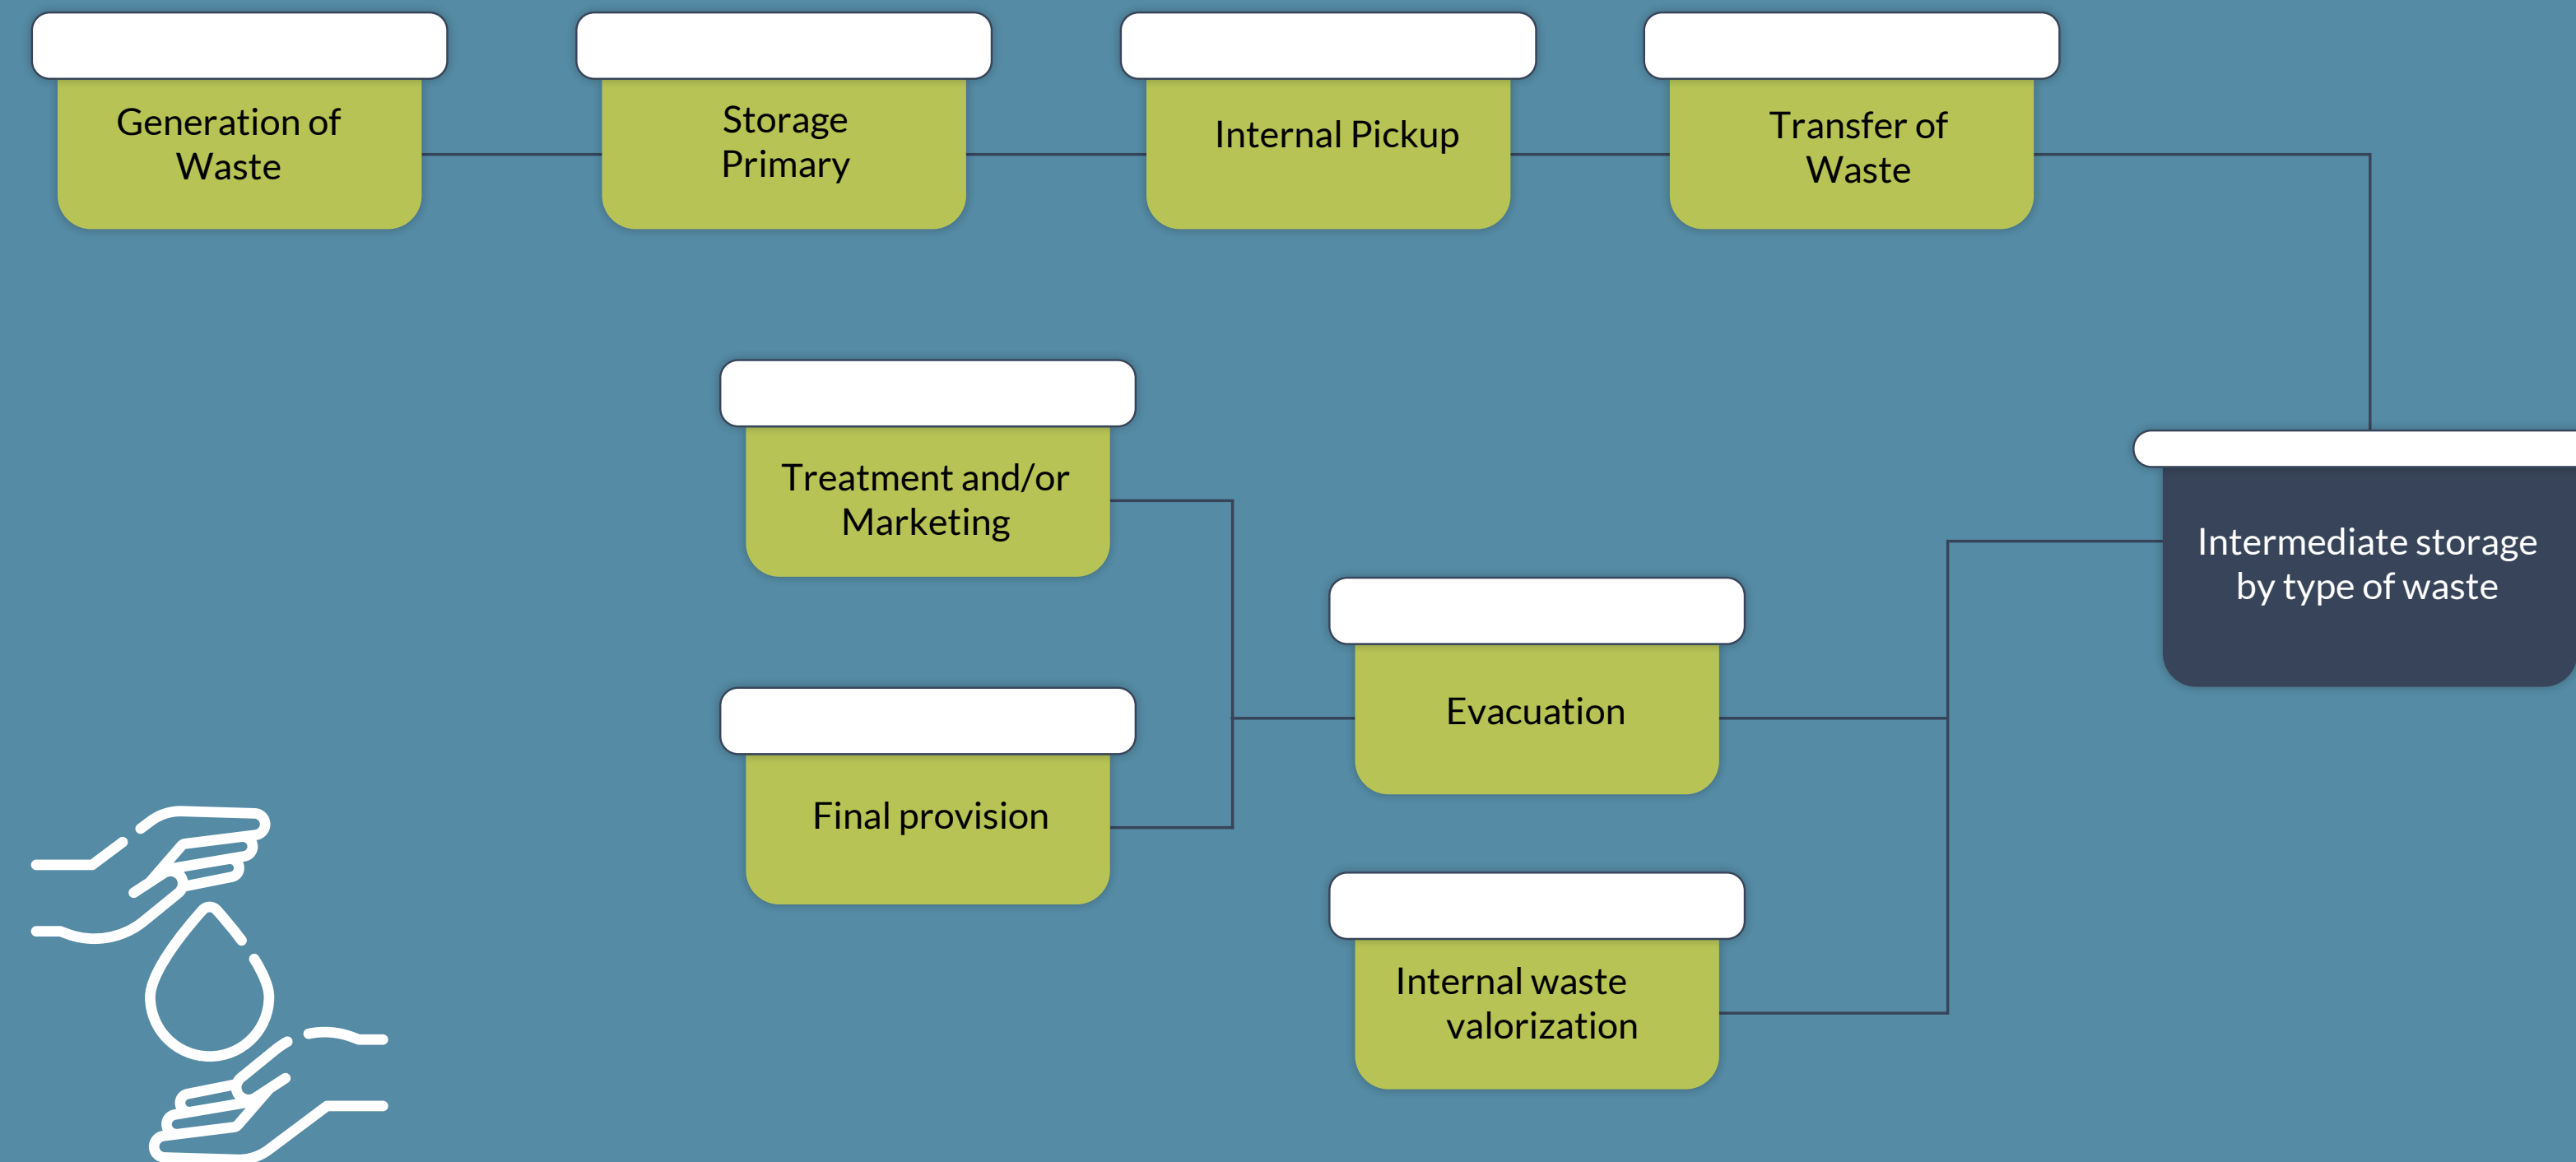 Generation of
Waste
Storage
Primary
Internal Pickup
Transfer of
Waste
Treatment and/or
Marketing
Intermediate storage
by type of waste
Evacuation
Final provision
Internal waste
valorization